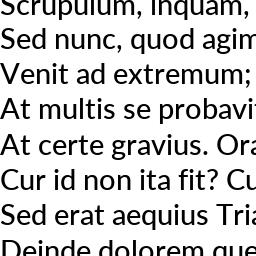 Scrupulum, inquam,
Sed nunc, quod agim
Venit ad extremum;
At multis se probavit
At certe gravius. Ora
Cur id non ita fit? Cu
Sed erat aequius Tria
Deinde dolorem que